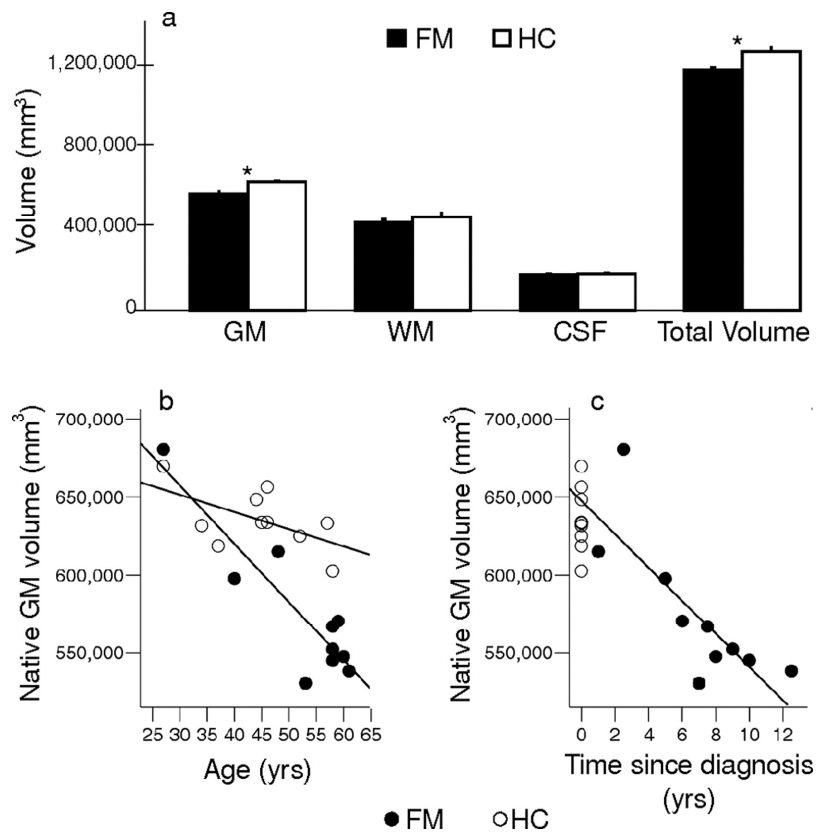 a
FM HC
Volume (mm³)
1,200,000
800,000
400,000
0
*
*
GM WM CSF Total Volume
b
Native GM volume (mm³)
700,000
650,000
600,000
550,000
25 30 35 40 45 50 55 60 65
Age (yrs)
c
Native GM volume (mm³)
700,000
650,000
600,000
550,000
0 2 4 6 8 10 12
Time since diagnosis
(yrs)
FM HC